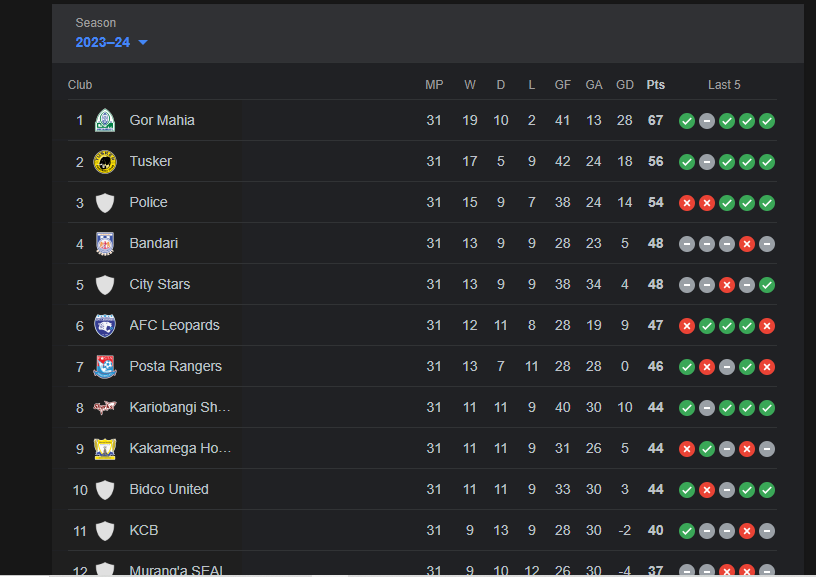 Season
2023–24
Club MP W D L GF GA GD Pts Last 5
1 Gor Mahia 31 19 10 2 41 13 28 67
2 Tusker 31 17 5 9 42 24 18 56
3 Police 31 15 9 7 38 24 14 54
4 Bandari 31 13 9 9 28 23 5 48
5 City Stars 31 13 9 9 38 34 4 48
6 AFC Leopards 31 12 11 8 28 19 9 47
7 Posta Rangers 31 13 7 11 28 28 0 46
8 Kariobangi Sh... 31 11 11 9 40 30 10 44
9 Kakamega Ho... 31 11 11 9 31 26 5 44
10 Bidco United 31 11 11 9 33 30 3 44
11 KCB 31 9 13 9 28 30 -2 40
12 Murang'a SEAL 31 9 10 12 26 30 -4 37